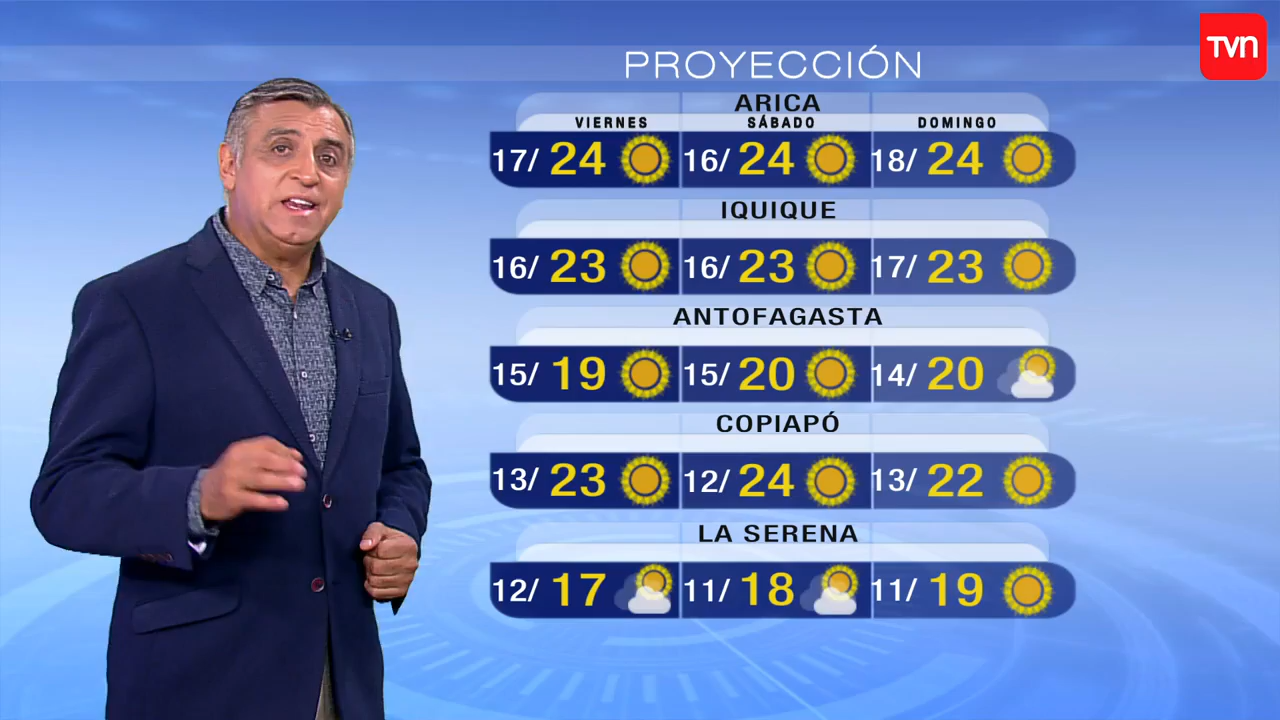 TVN
PROYECCIÓN
ARICA
VIERNES SÁBADO DOMINGO
17/ 24 16/ 24 18/ 24
IQUIQUE
16/ 23 16/ 23 17/ 23
ANTOFAGASTA
15/ 19 15/ 20 14/ 20
COPIAPÓ
13/ 23 12/ 24 13/ 22
LA SERENA
12/ 17 11/ 18 11/ 19